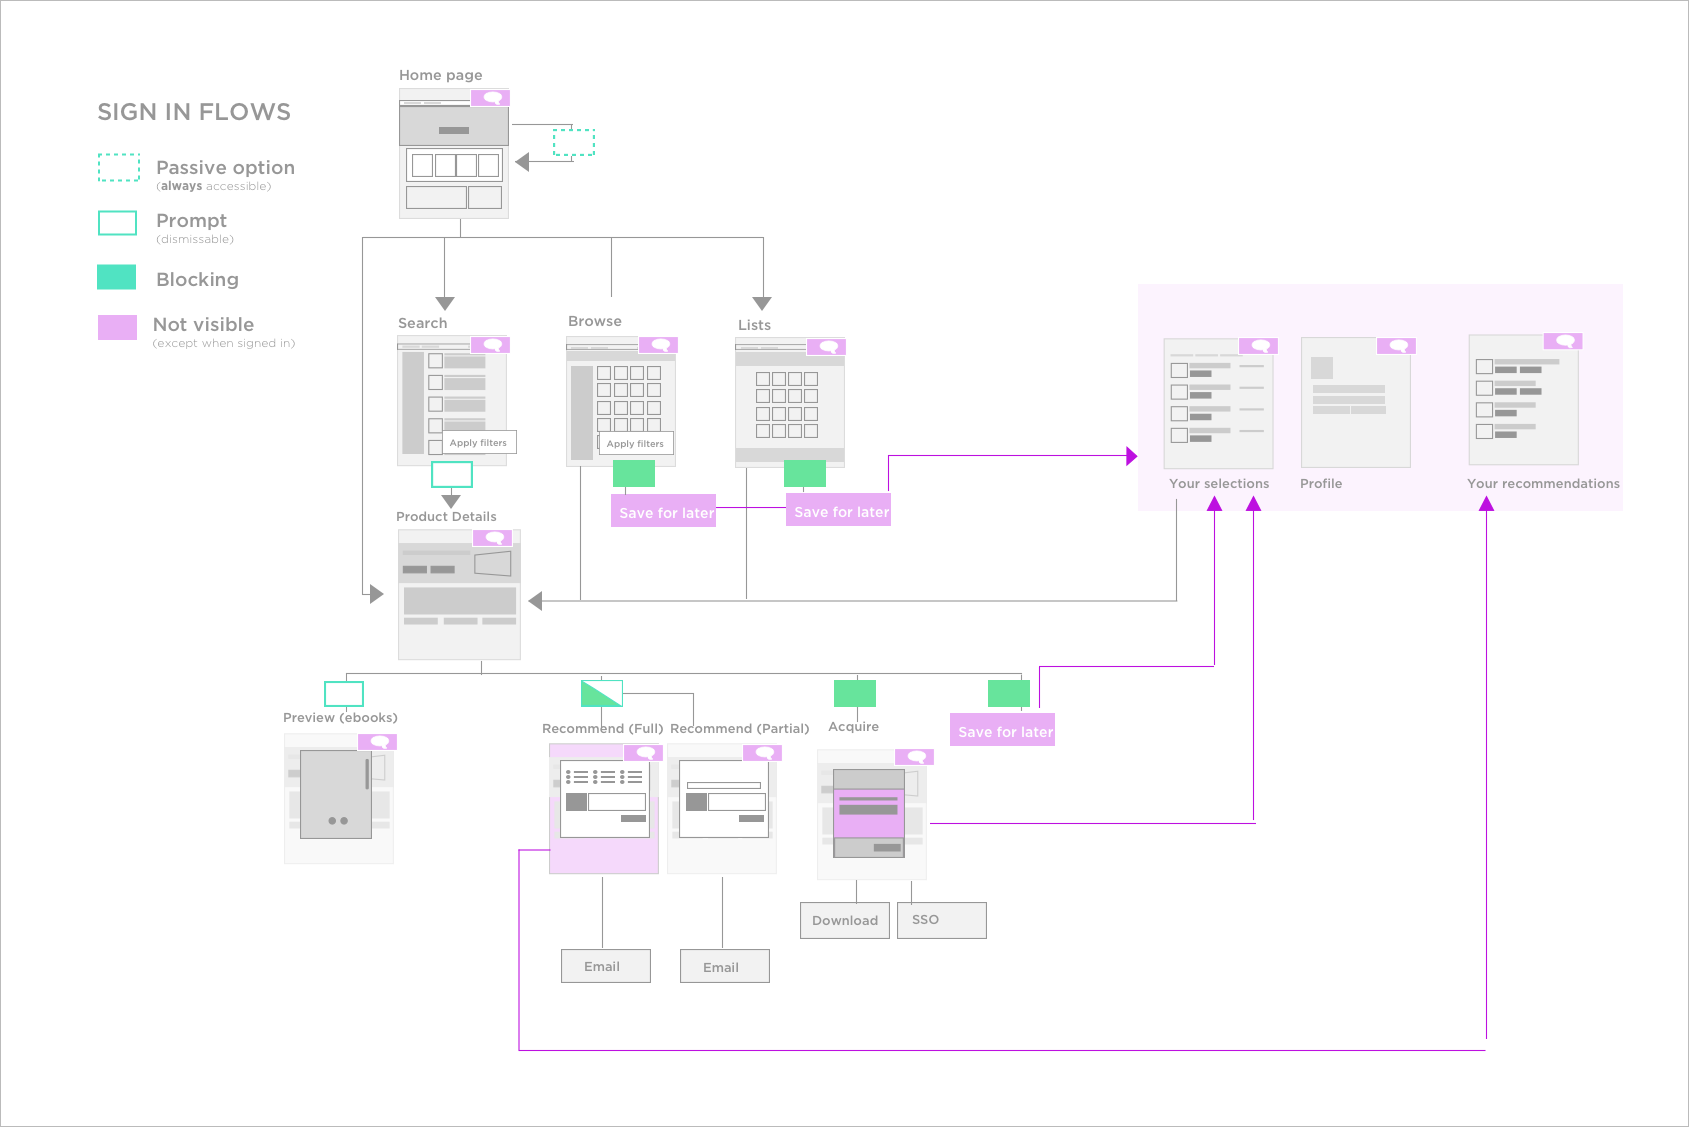 Home page
SIGN IN FLOWS
Passive option
(always accessible)
Prompt
(dismissable)
Blocking
Not visible
(except when signed in)
Search
Browse
Lists
Apply filters
Apply filters
Your selections
Profile
Your recommendations
Save for later
Save for later
Product Details
Preview (ebooks)
Recommend (Full)
Recommend (Partial)
Acquire
Save for later
Download
SSO
Email
Email